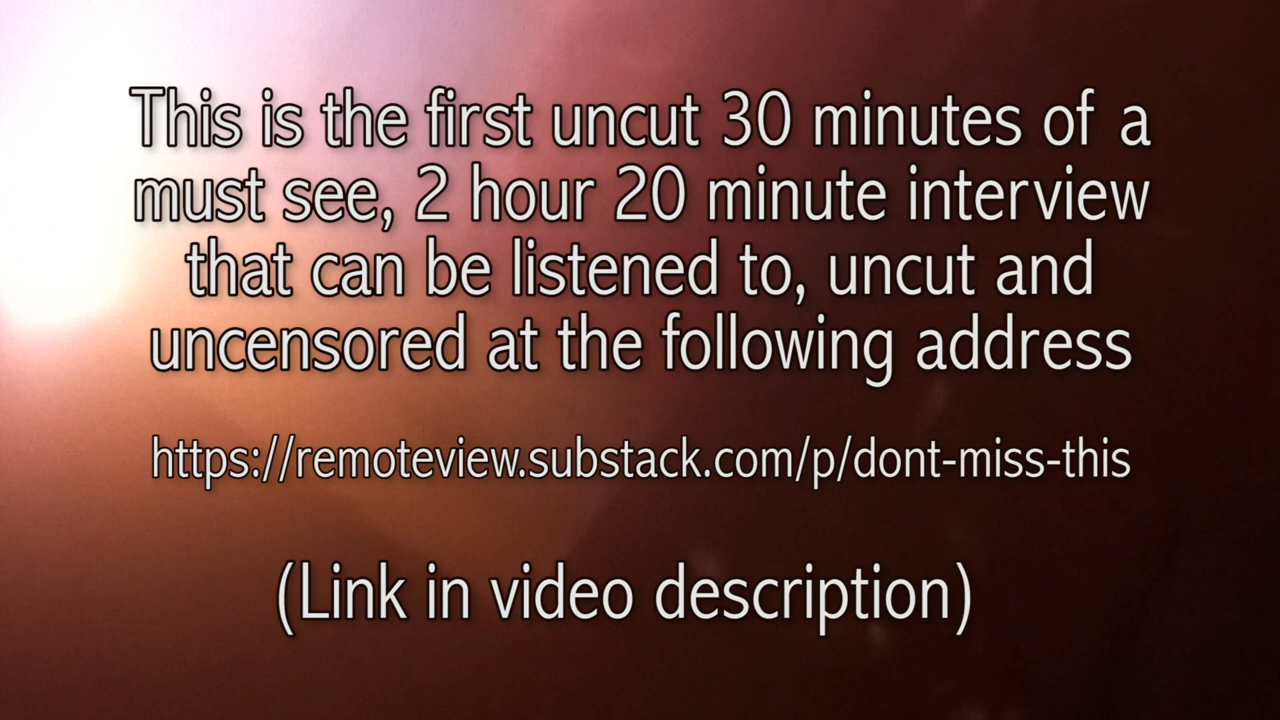 This is the first uncut 30 minutes of a
must see, 2 hour 20 minute interview
that can be listened to, uncut and
uncensored at the following address
https://remoteview.substack.com/p/dont-miss-this
(Link in video description)